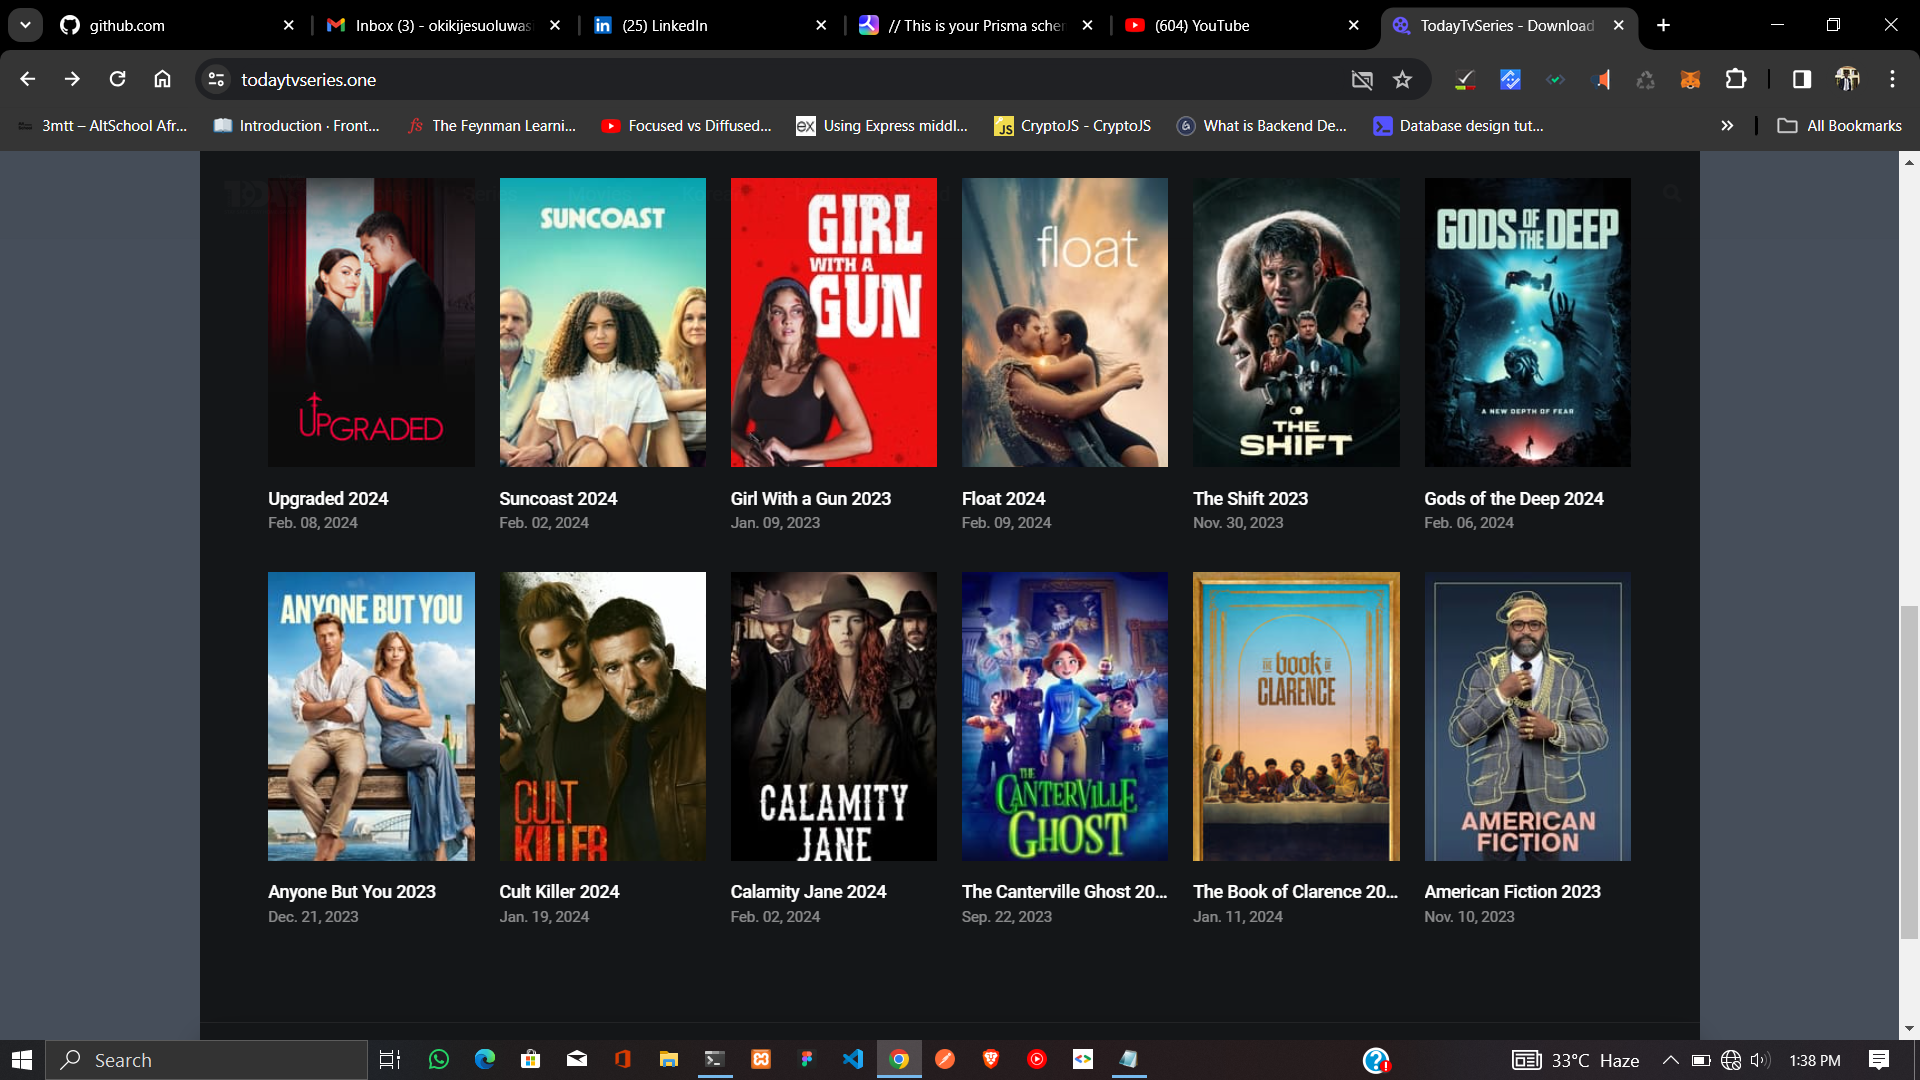 github.com
Inbox (3) - okikijesuoluwasi
(25) LinkedIn
// This is your Prisma scher
(604) YouTube
TodayTvSeries - Download
todaytvseries.one
3mtt – AltSchool Afr...
Introduction · Front...
fs The Feynman Learni...
Focused vs Diffused...
ex Using Express middl...
JS CryptoJS - CryptoJS
What is Backend De...
Database design tut...
All Bookmarks
UPGRADED
SUNCOAST
GIRL
WITH A
GUN
float
THE
SHIFT
GODS OF THE DEEP
A NEW DEPTH OF FEAR
Upgraded 2024
Feb. 08, 2024
Suncoast 2024
Feb. 02, 2024
Girl With a Gun 2023
Jan. 09, 2023
Float 2024
Feb. 09, 2024
The Shift 2023
Nov. 30, 2023
Gods of the Deep 2024
Feb. 06, 2024
ANYONE BUT YOU
CULT
KILLER
CALAMITY
JANE
THE
CANTERVILLE
GHOST
THE book OF
CLARENCE
AMERICAN
FICTION
Anyone But You 2023
Dec. 21, 2023
Cult Killer 2024
Jan. 19, 2024
Calamity Jane 2024
Feb. 02, 2024
The Canterville Ghost 20...
Sep. 22, 2023
The Book of Clarence 20...
Jan. 11, 2024
American Fiction 2023
Nov. 10, 2023
Search
33°C Haze
1:38 PM